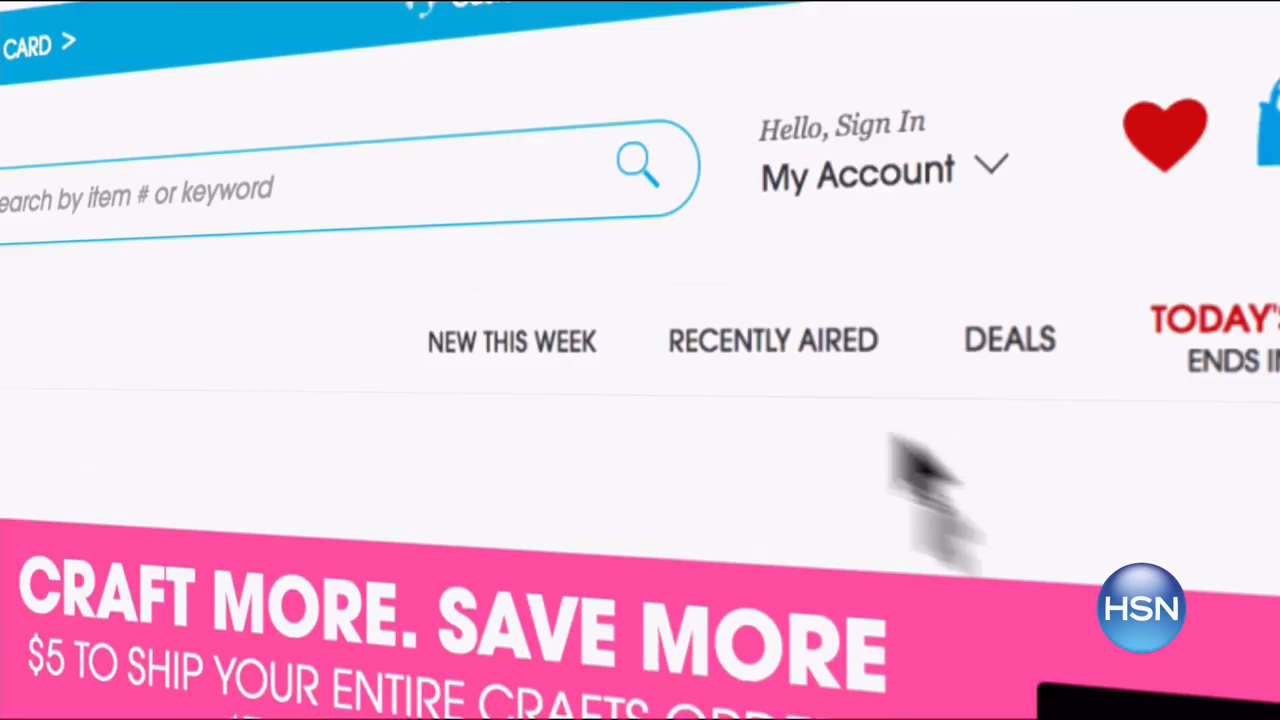 CARD >
earch by item # or keyword
Hello, Sign In
My Account
NEW THIS WEEK
RECENTLY AIRED
DEALS
TODAY'S
ENDS IN
CRAFT MORE. SAVE MORE
$5 TO SHIP YOUR ENTIRE CRAFTS
HSN